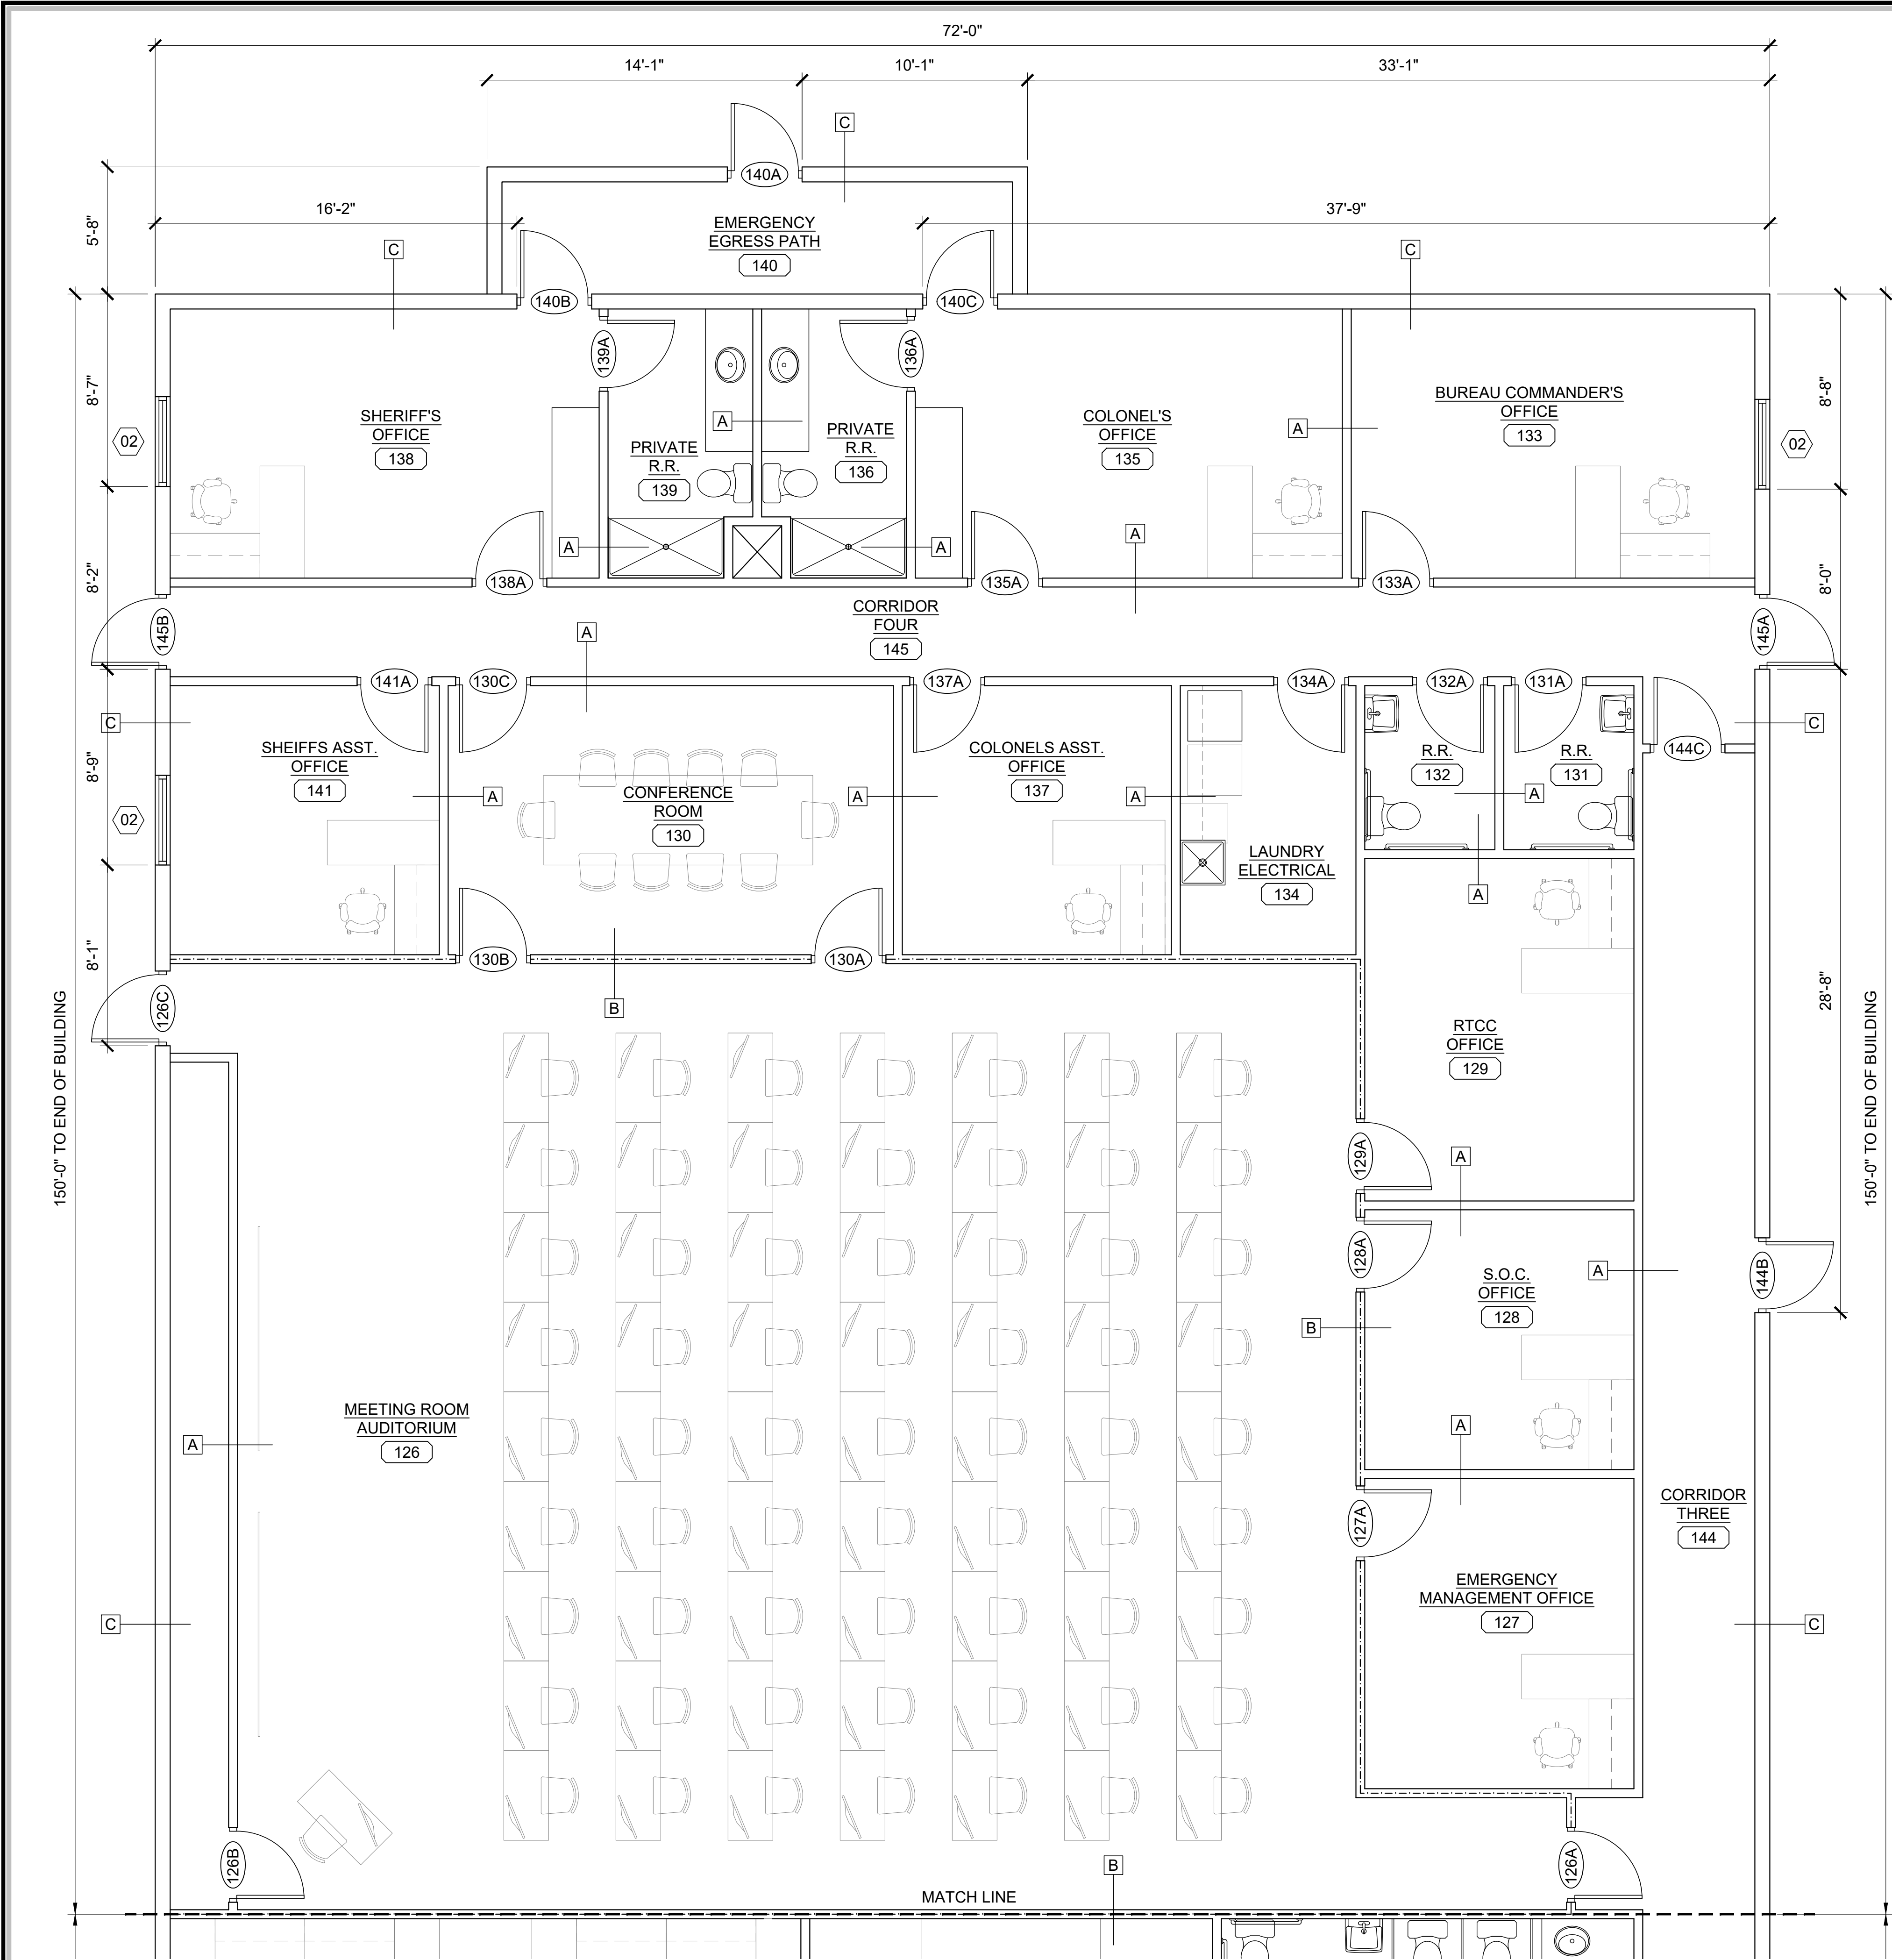 72'-0"
14'-1"
10'-1"
33'-1"
C
140A
5'-8"
16'-2"
37'-9"
EMERGENCY
EGRESS PATH
140
C
C
140B
140C
139A
136A
8'-7"
8'-8"
SHERIFF'S
OFFICE
138
A
PRIVATE
R.R.
139
PRIVATE
R.R.
136
COLONEL'S
OFFICE
135
A
BUREAU COMMANDER'S
OFFICE
133
02
02
A
A
A
8'-2"
8'-0"
138A
135A
133A
CORRIDOR
FOUR
145
145B
145A
A
141A
130C
137A
134A
132A
131A
C
C
144C
SHEIFFS ASST.
OFFICE
141
A
CONFERENCE
ROOM
130
A
COLONELS ASST.
OFFICE
137
A
R.R.
132
R.R.
131
A
8'-9"
02
LAUNDRY
ELECTRICAL
134
A
8'-1"
130B
130A
126C
B
28'-8"
150'-0" TO END OF BUILDING
150'-0" TO END OF BUILDING
RTCC
OFFICE
129
129A
A
128A
S.O.C.
OFFICE
128
A
144B
B
MEETING ROOM
AUDITORIUM
126
A
A
127A
CORRIDOR
THREE
144
EMERGENCY
MANAGEMENT OFFICE
127
C
C
126B
B
126A
MATCH LINE